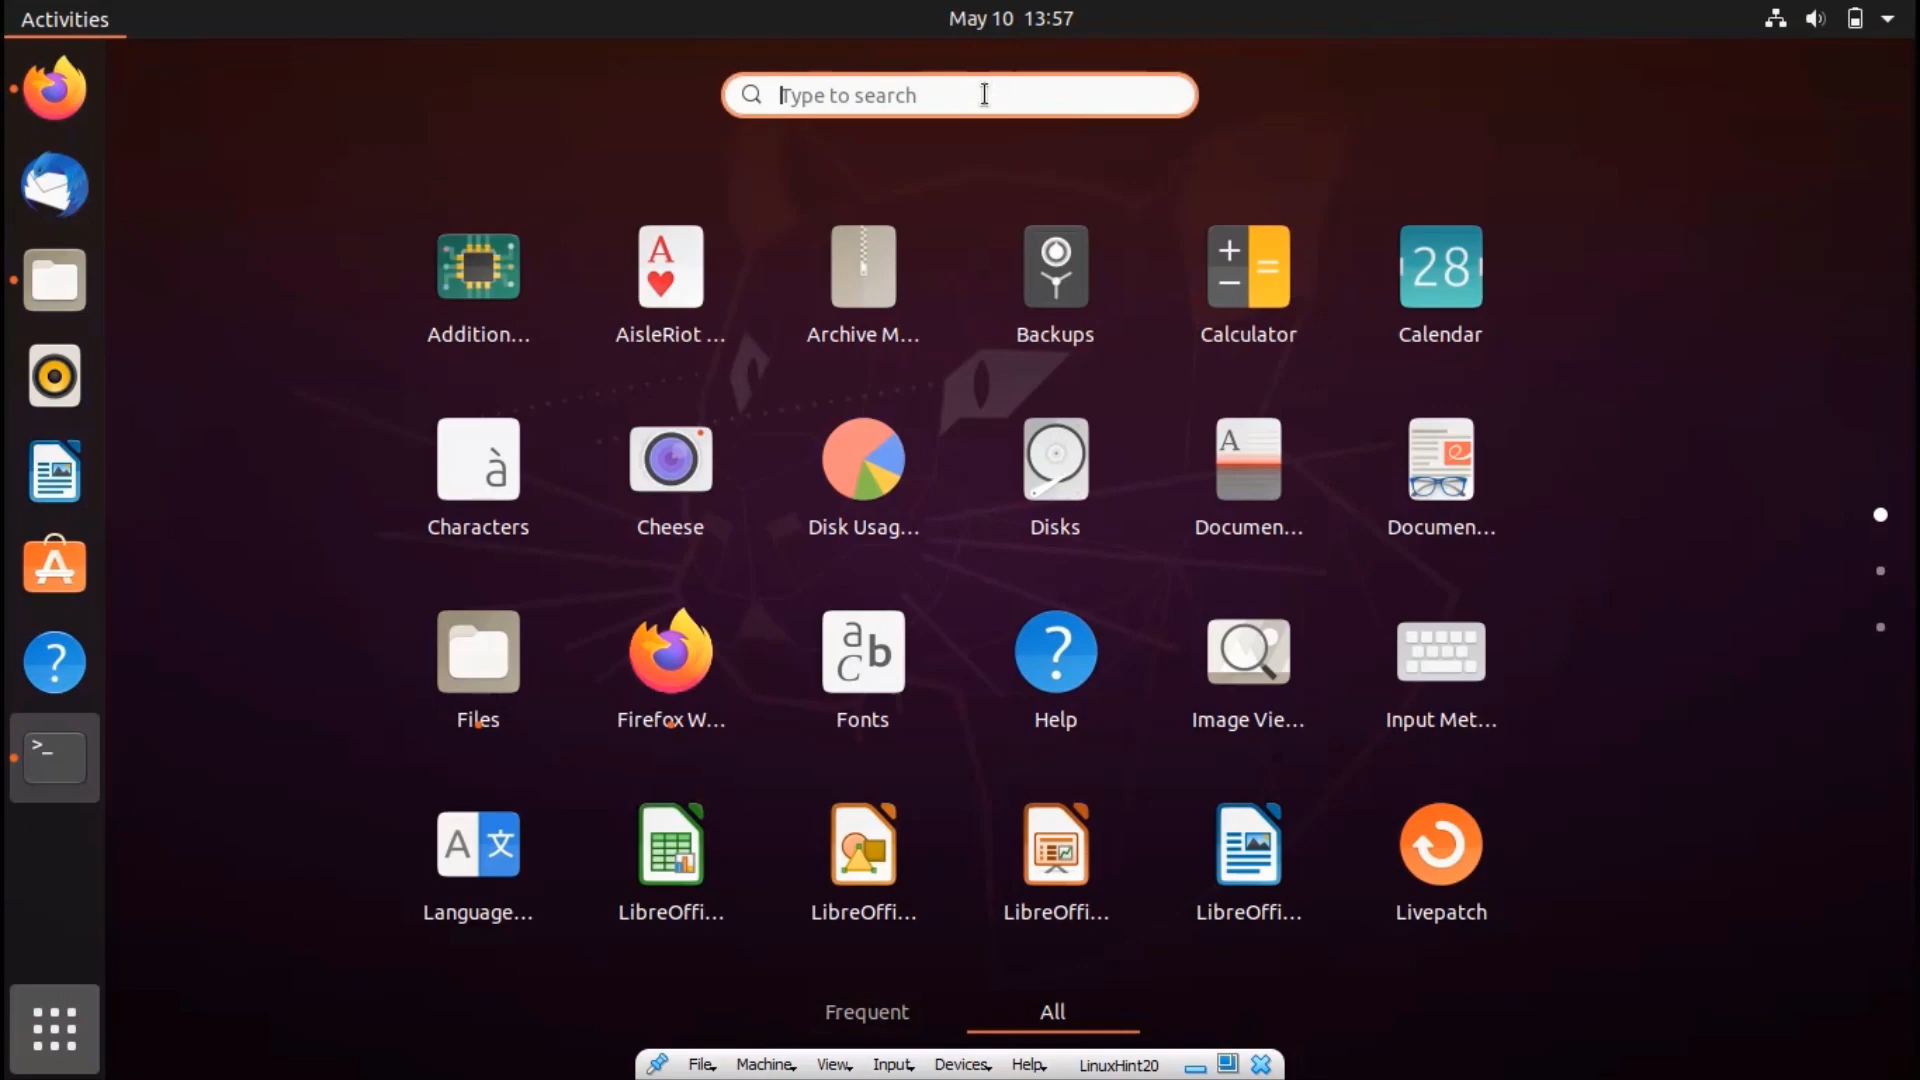 Activities
May 10 13:57
Type to search
Addition...
AisleRiot ...
Archive M...
Backups
Calculator
28
Calendar
Characters
Cheese
Disk Usag...
Disks
Documen...
Documen...
Files
Firefox W...
Fonts
Help
Image Vie...
Input Met...
Language...
LibreOffi...
LibreOffi...
LibreOffi...
LibreOffi...
Livepatch
Frequent
All
File
Machine
View
Input
Devices
Help
LinuxHint20